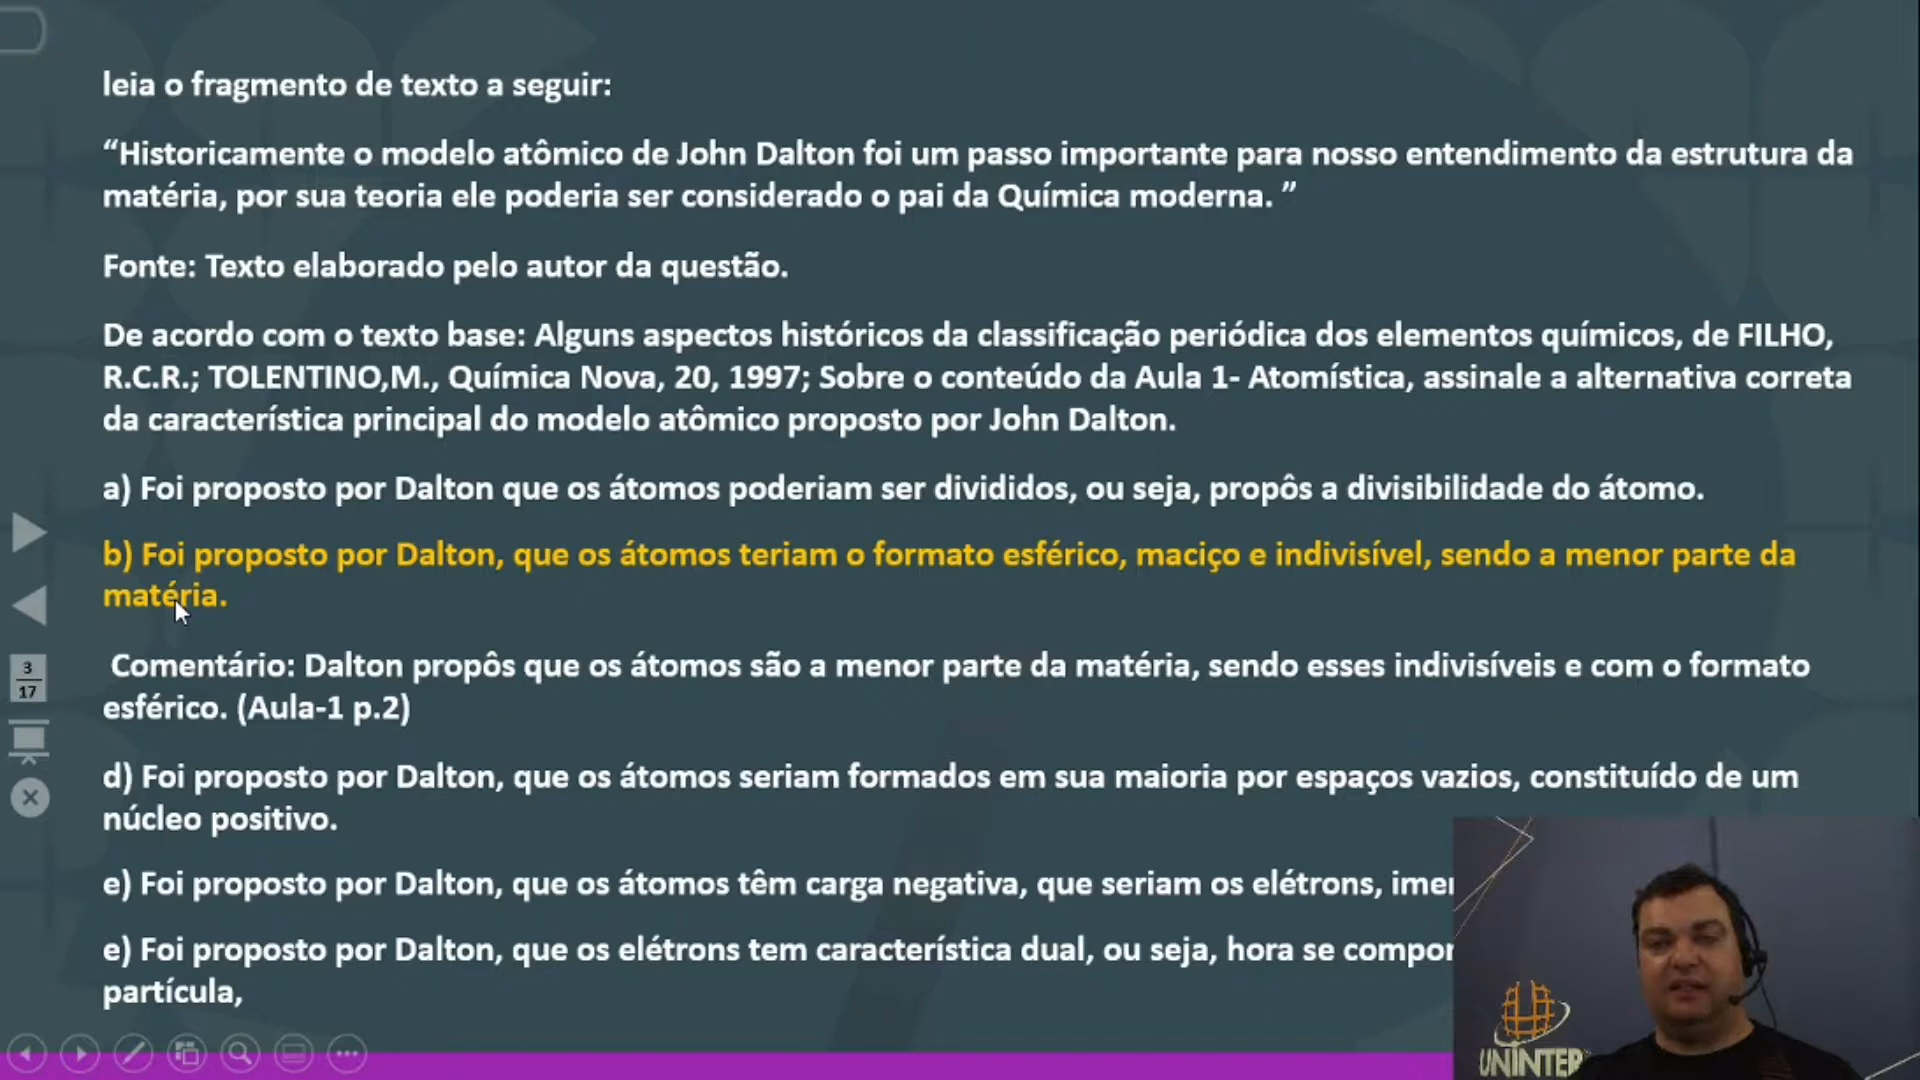 leia o fragmento de texto a seguir:
“Historicamente o modelo atômico de John Dalton foi um passo importante para nosso entendimento da estrutura da
matéria, por sua teoria ele poderia ser considerado o pai da Química moderna. ”
Fonte: Texto elaborado pelo autor da questão.
De acordo com o texto base: Alguns aspectos históricos da classificação periódica dos elementos químicos, de FILHO,
R.C.R.; TOLENTINO,M., Química Nova, 20, 1997; Sobre o conteúdo da Aula 1- Atomística, assinale a alternativa correta
da característica principal do modelo atômico proposto por John Dalton.
a) Foi proposto por Dalton que os átomos poderiam ser divididos, ou seja, propôs a divisibilidade do átomo.
b) Foi proposto por Dalton, que os átomos teriam o formato esférico, maciço e indivisível, sendo a menor parte da
matéria.
Comentário: Dalton propôs que os átomos são a menor parte da matéria, sendo esses indivisíveis e com o formato
esférico. (Aula-1 p.2)
3
17
d) Foi proposto por Dalton, que os átomos seriam formados em sua maioria por espaços vazios, constituído de um
núcleo positivo.
e) Foi proposto por Dalton, que os átomos têm carga negativa, que seriam os elétrons,
e) Foi proposto por Dalton, que os elétrons tem característica dual, ou seja, hora se
partícula,
UNINTER